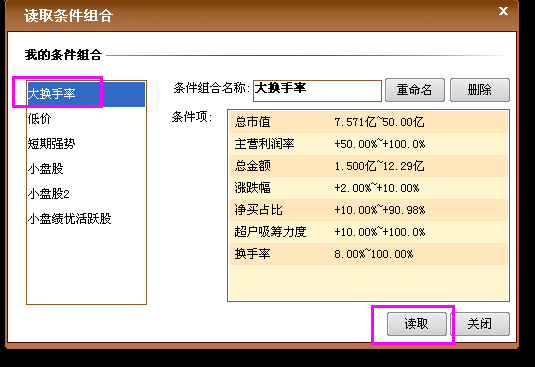 读取条件组合
x
我的条件组合
大换手率
低价
短期强势
小盘股
小盘股2
小盘绩优活跃股
条件组合名称: 大换手率 重命名 删除
条件项:
总市值 7.571亿~50.00亿
主营利润率 +50.00%~+100.0%
总金额 1.500亿~12.29亿
涨跌幅 +2.00%~+10.00%
净买占比 +10.00%~+90.98%
超户吸筹力度 +10.00%~+100.0%
换手率 8.00%~100.00%
读取 关闭